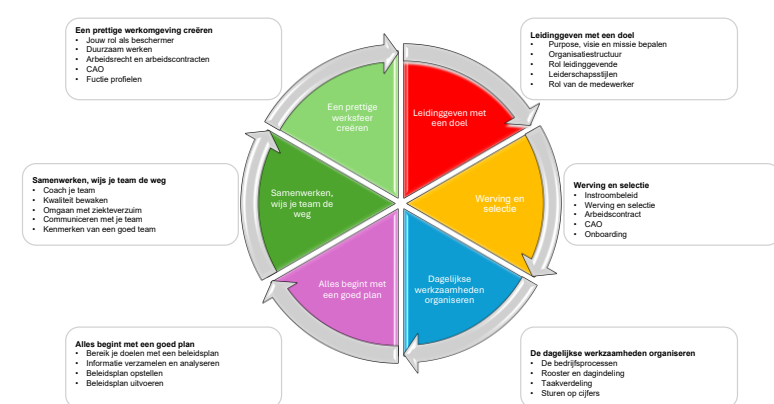 Een prettige werkomgeving creëren
• Jouw rol als beschermer
• Duurzaam werken
• Arbeidsrecht en arbeidscontracten
• CAO
• Fuctie profielen
Leidinggeven met een doel
• Purpose, visie en missie bepalen
• Organisatiestructuur
• Rol leidinggevende
• Leiderschapsstijlen
• Rol van de medewerker
Een prettige
werksfeer
creëren
Leidinggeven met
een doel
Samenwerken, wijs je team de weg
• Coach je team
• Kwaliteit bewaken
• Omgaan met ziekteverzuim
• Communiceren met je team
• Kenmerken van een goed team
Samenwerken,
wijs je team de
weg
Werving en
selectie
Werving en selectie
• Instroombeleid
• Werving en selectie
• Arbeidscontract
• CAO
• Onboarding
Alles begint met
een goed plan
Dagelijkse
werkzaamheden
organiseren
Alles begint met een goed plan
• Bereik je doelen met een beleidsplan
• Informatie verzamelen en analyseren
• Beleidsplan opstellen
• Beleidsplan uitvoeren
De dagelijkse werkzaamheden organiseren
• De bedrijfsprocessen
• Rooster en dagindeling
• Taakverdeling
• Sturen op cijfers